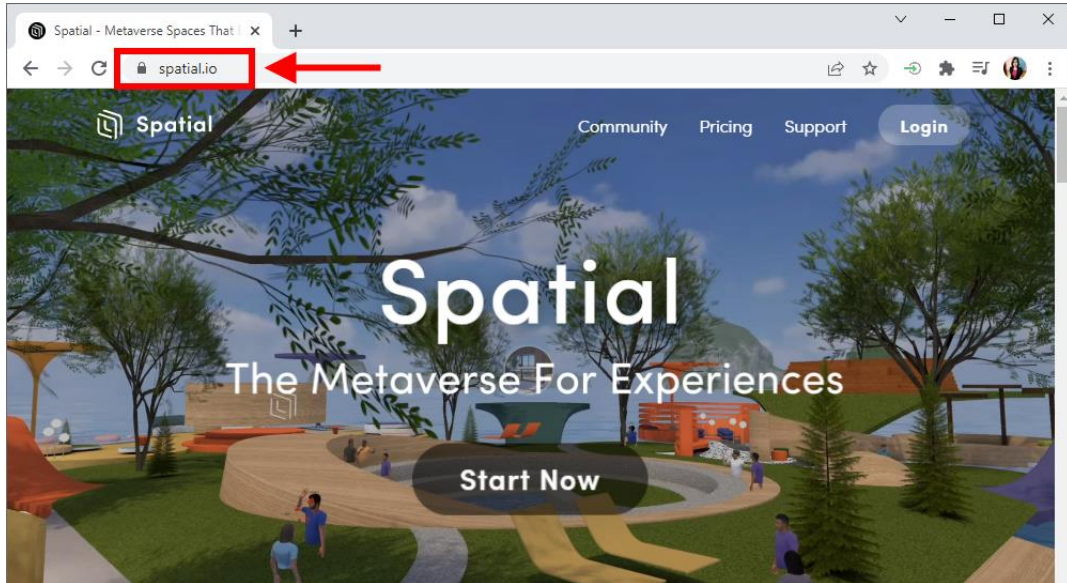 Spatial - Metaverse Spaces That
spatial.io
Spatial
Community Pricing Support Login
Spatial
The Metaverse For Experiences
Start Now